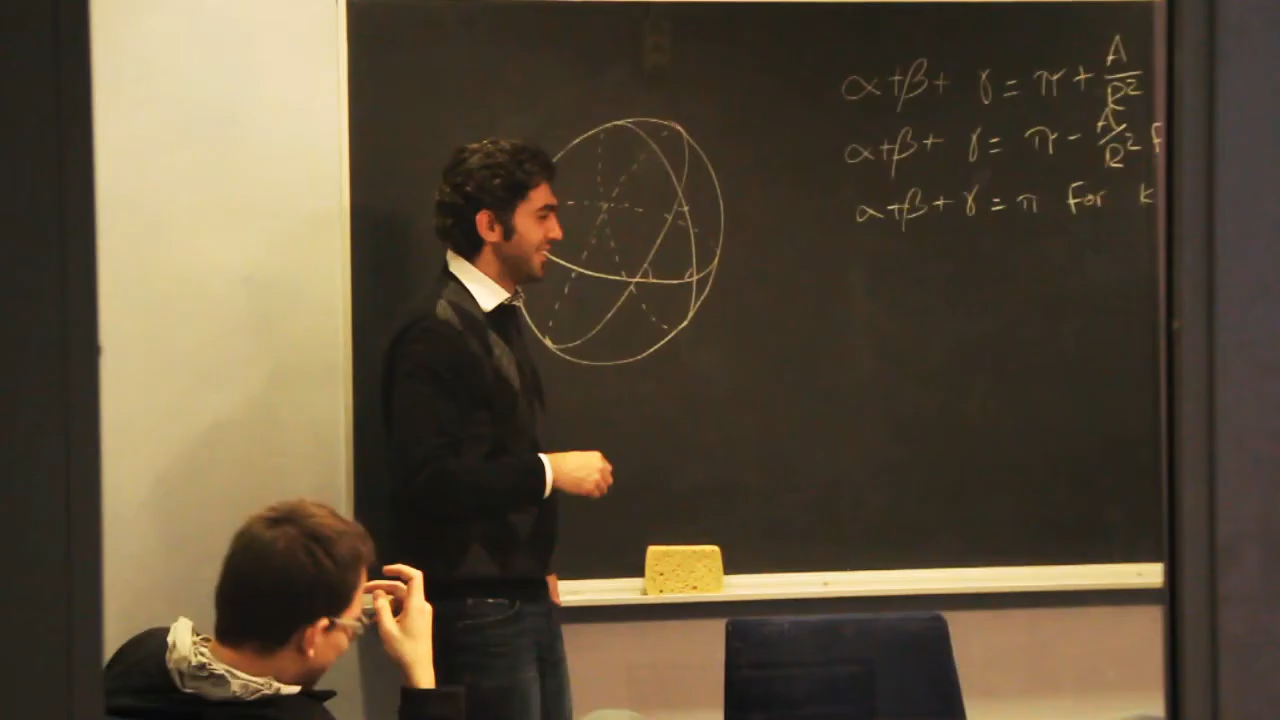 α+β+ γ = π + A/R²
α+β+ γ = π - A/R² f
α+β+γ = π for k